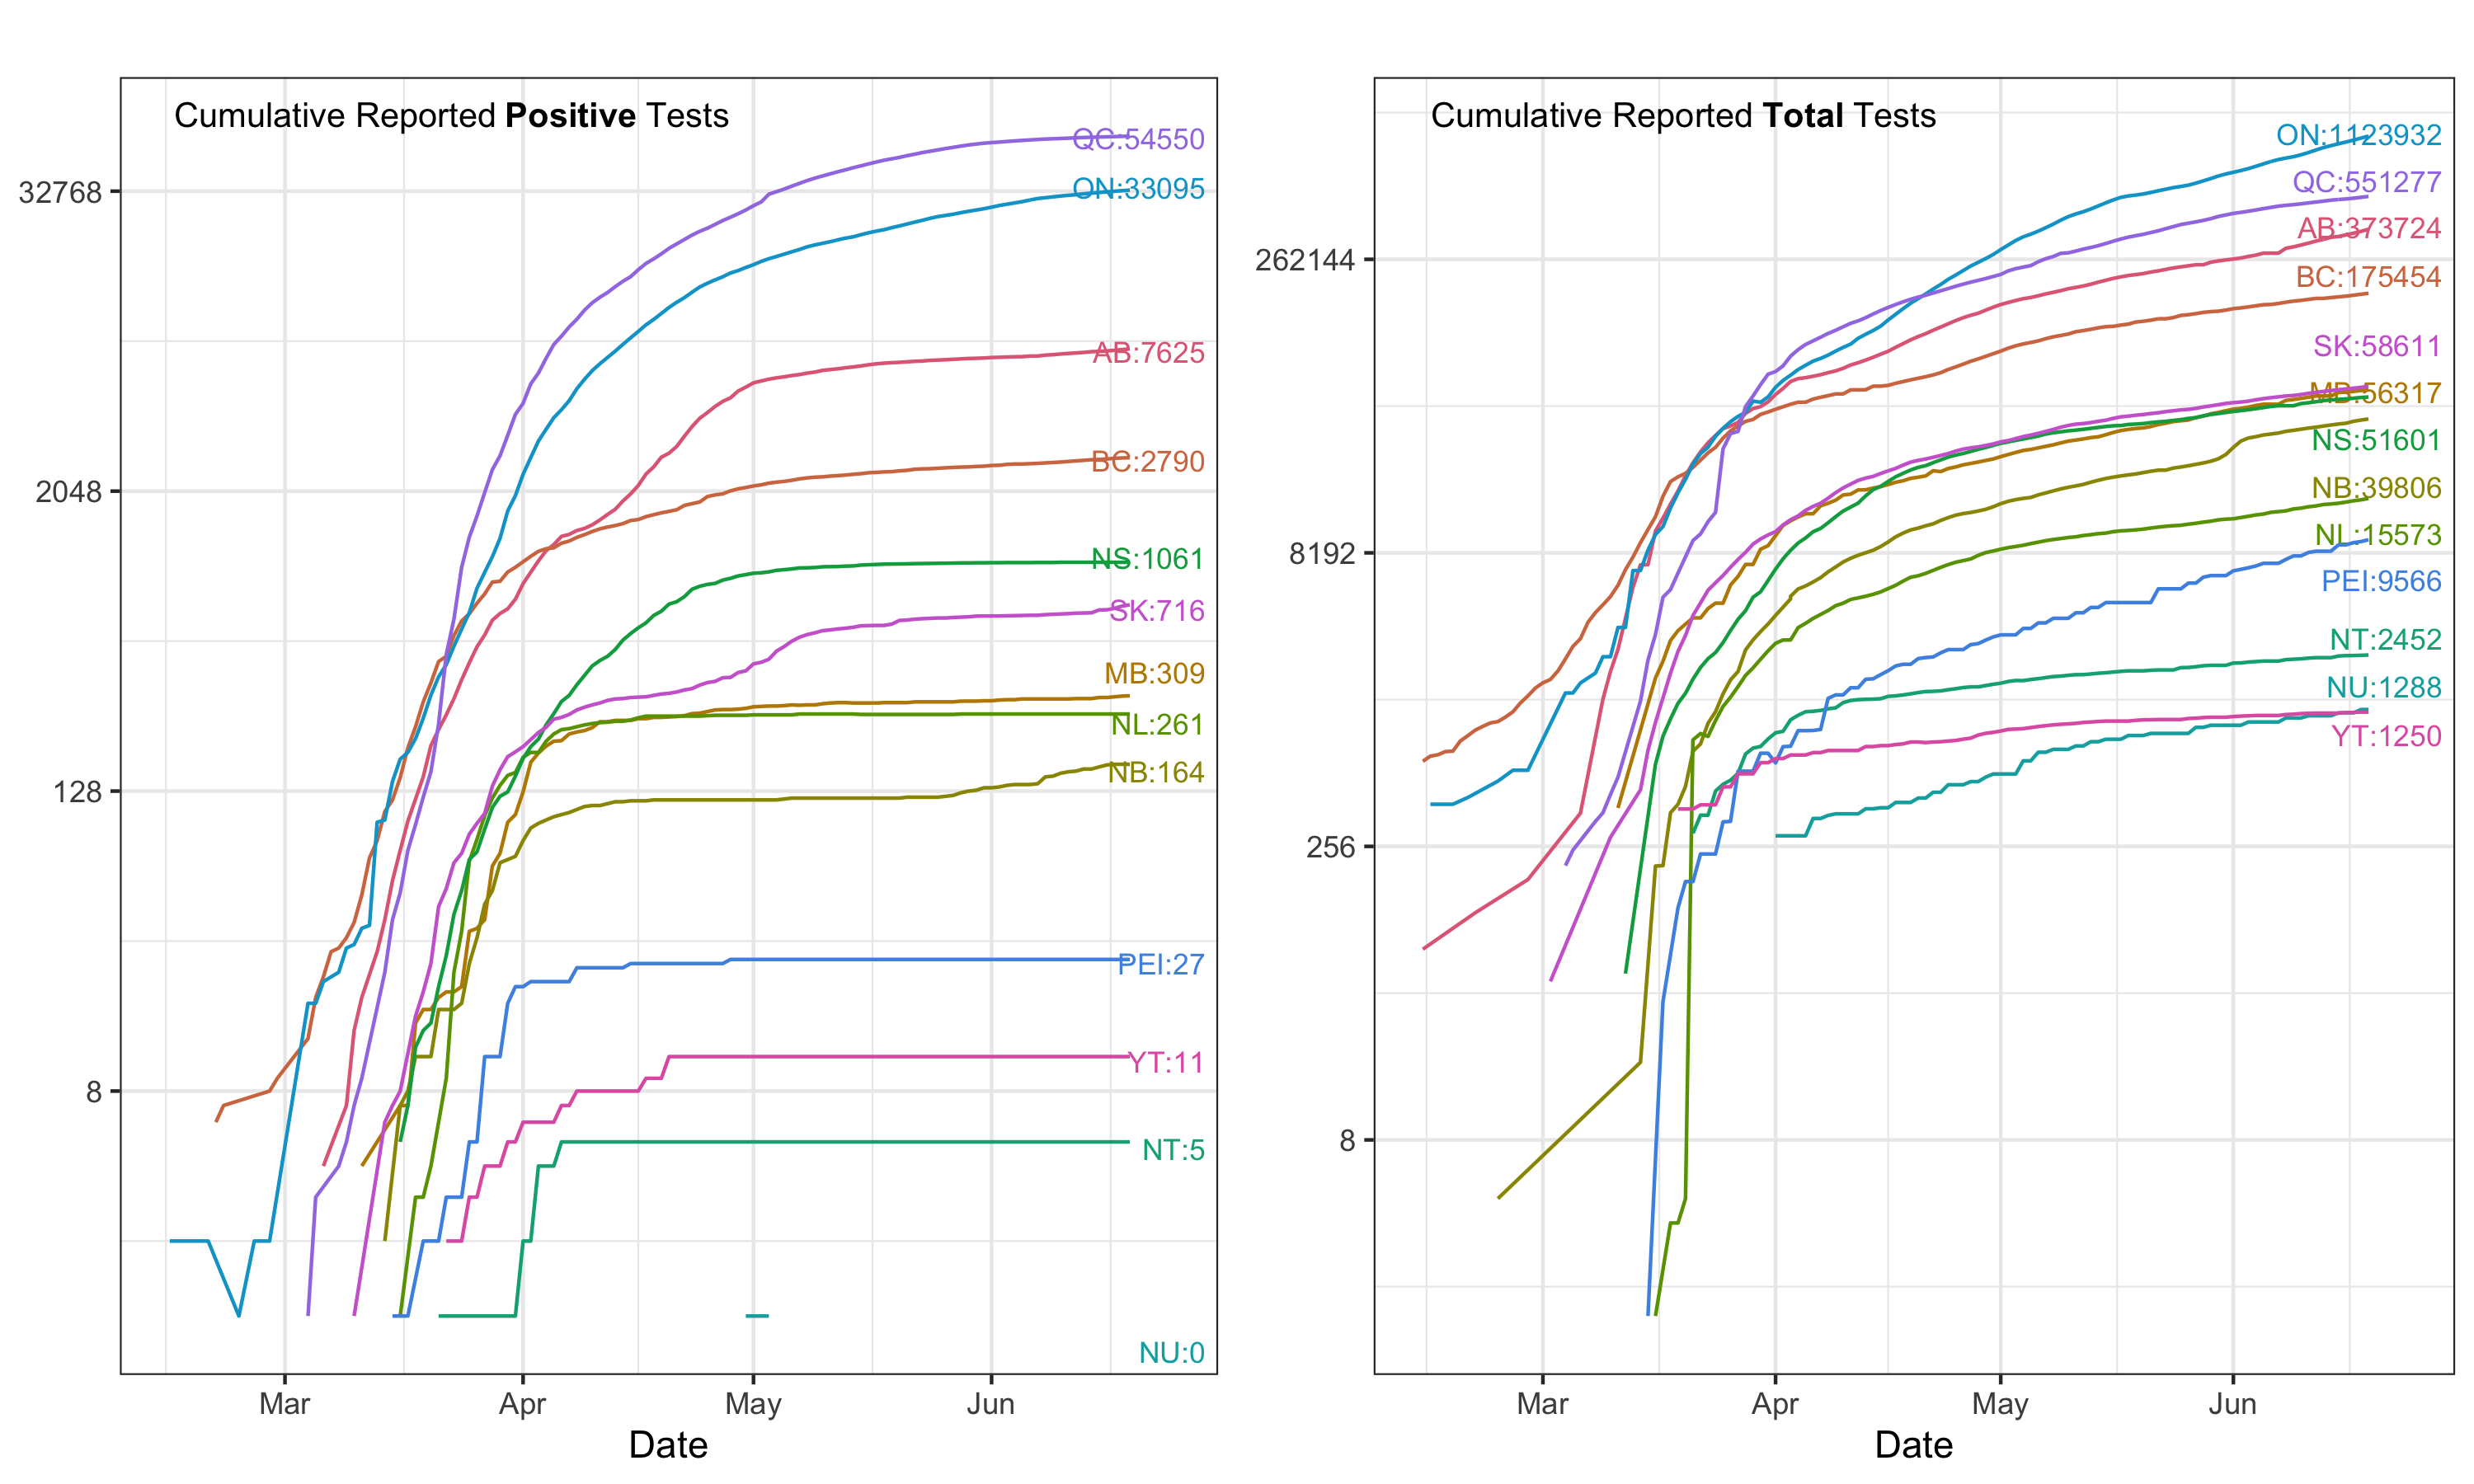 Cumulative Reported Positive Tests
QC:54550
32768
ON:33095
AB:7625
BC:2790
2048
NS:1061
SK:716
MB:309
NL:261
NB:164
128
PEI:27
YT:11
8
NT:5
NU:0
Mar Apr May Jun
Date
Cumulative Reported Total Tests
ON:1123932
QC:551277
AB:373724
262144
BC:175454
SK:58611
MB:56317
NS:51601
NB:39806
NL:15573
8192
PEI:9566
NT:2452
NU:1288
YT:1250
256
8
Mar Apr May Jun
Date